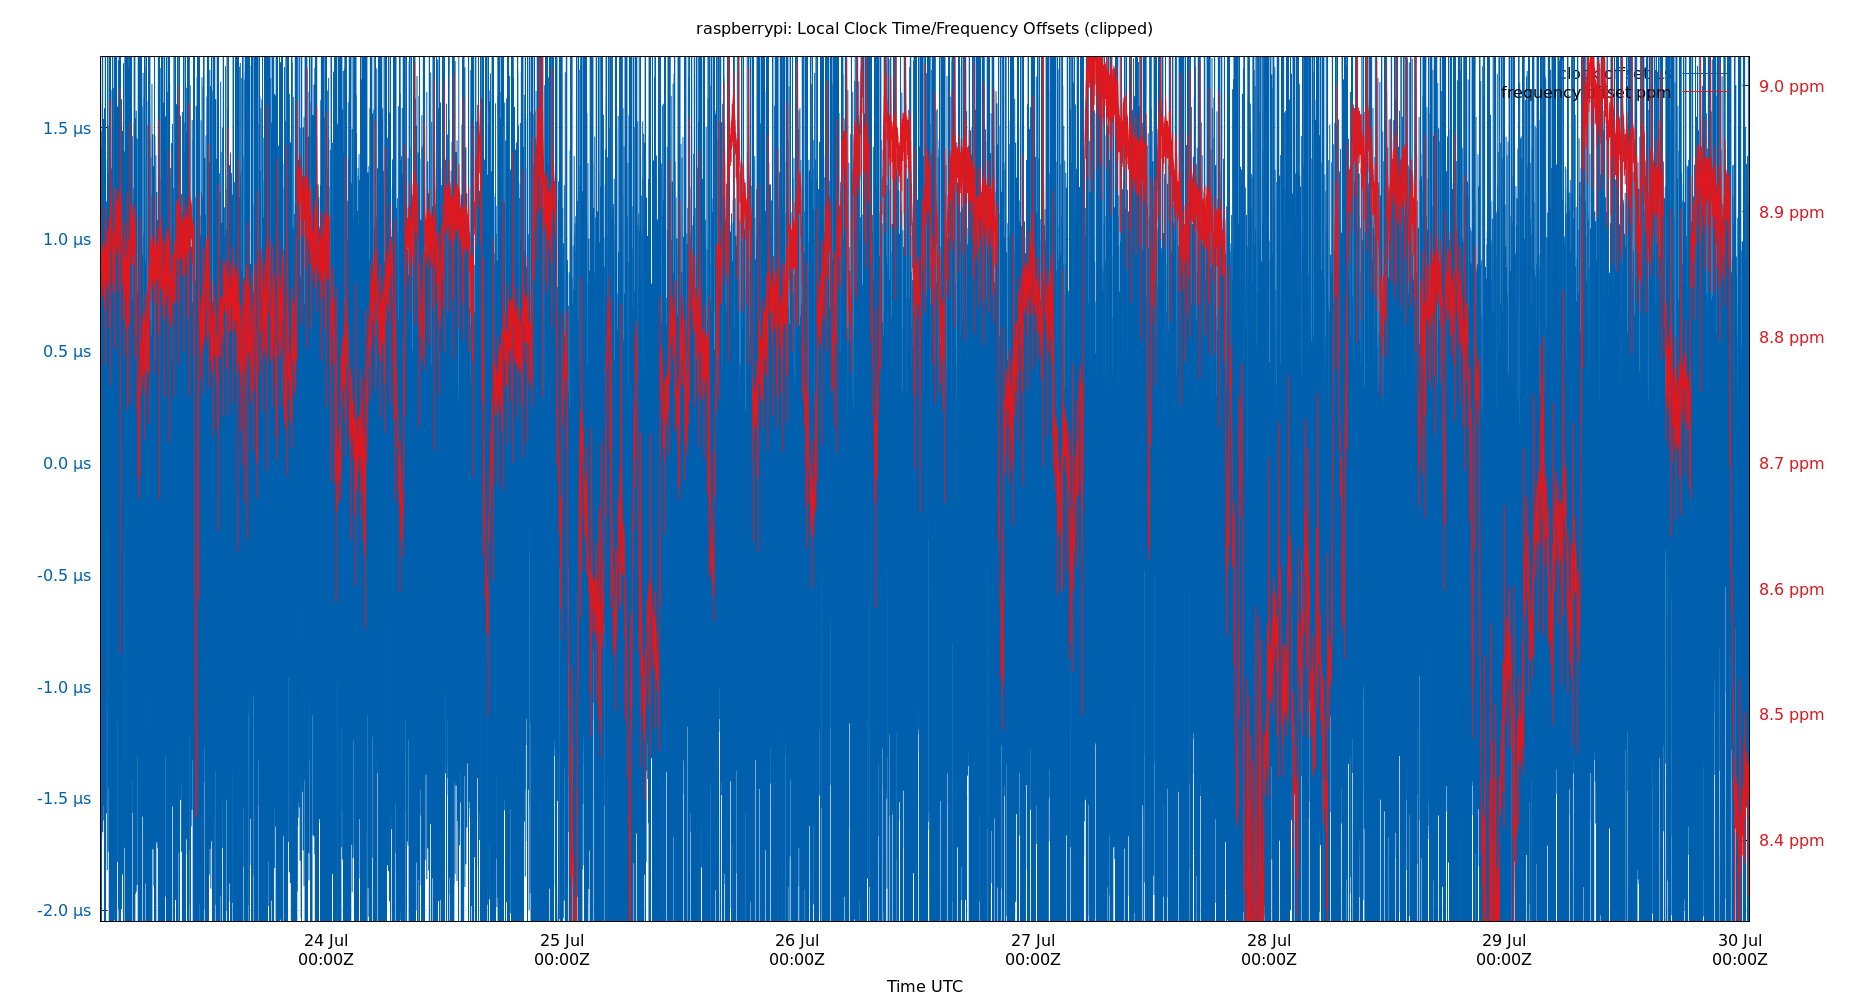 raspberrypi: Local Clock Time/Frequency Offsets (clipped)
clock offset
frequency offset ppm
1.5 µs
1.0 µs
0.5 µs
0.0 µs
-0.5 µs
-1.0 µs
-1.5 µs
-2.0 µs
9.0 ppm
8.9 ppm
8.8 ppm
8.7 ppm
8.6 ppm
8.5 ppm
8.4 ppm
24 Jul
00:00Z
25 Jul
00:00Z
26 Jul
00:00Z
27 Jul
00:00Z
28 Jul
00:00Z
29 Jul
00:00Z
30 Jul
00:00Z
Time UTC